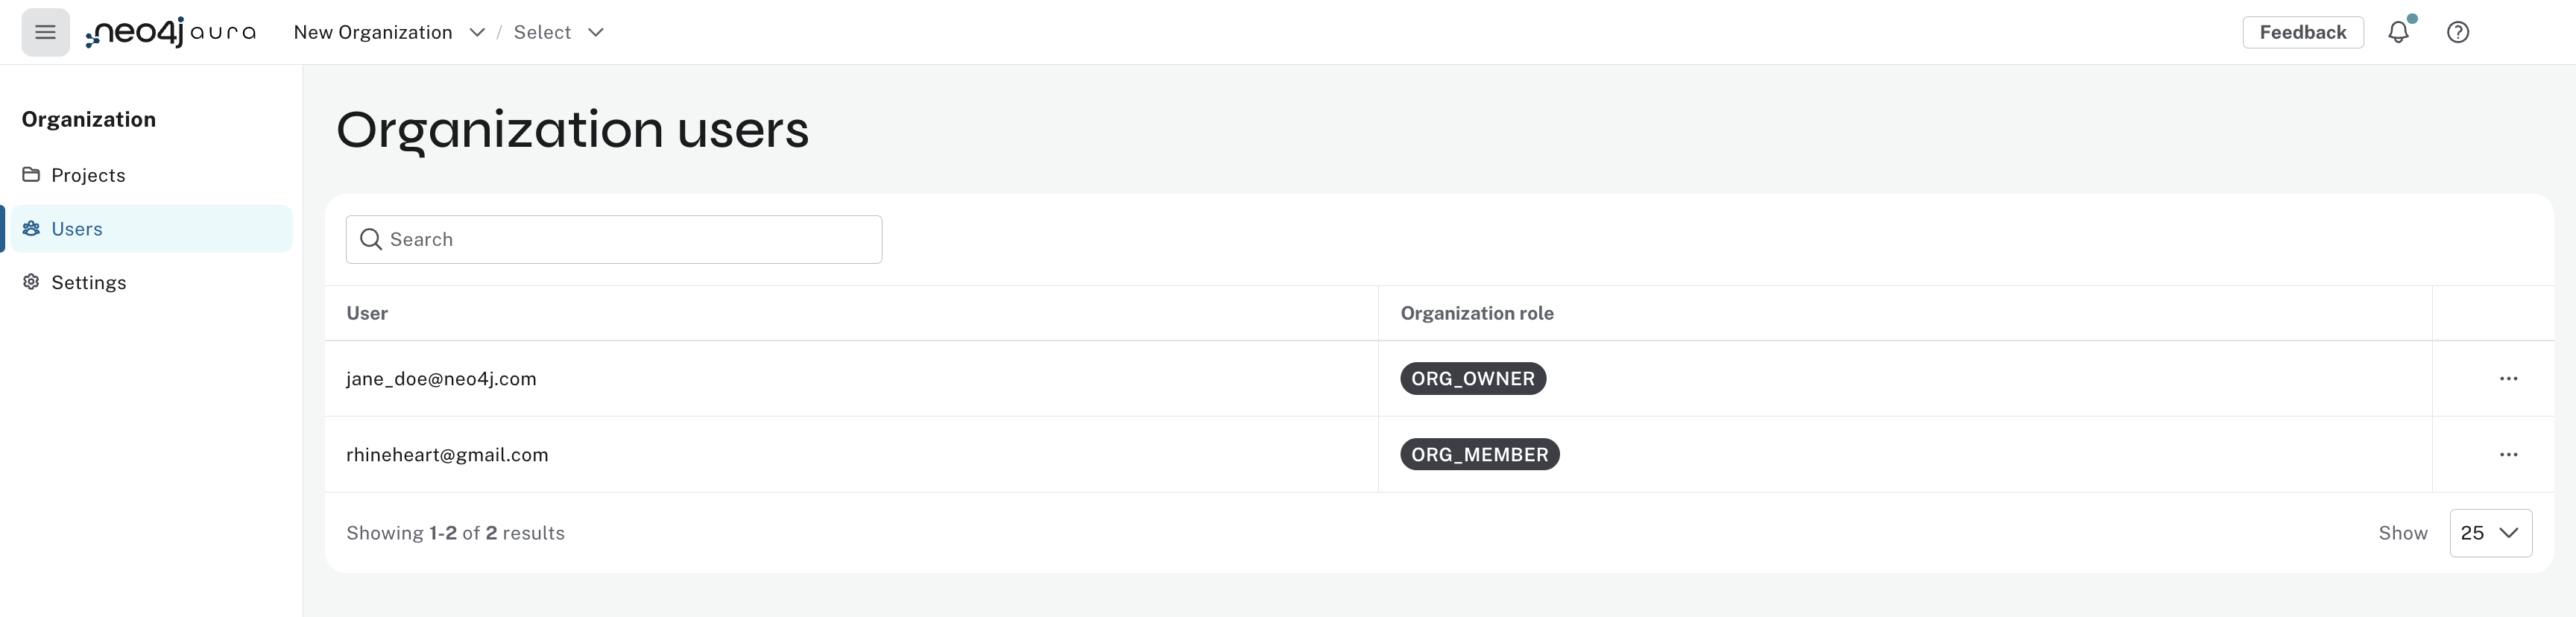 neo4j aura New Organization / Select Feedback
Organization
Projects
Users
Settings
Organization users
Search
User Organization role
jane_doe@neo4j.com ORG_OWNER
rhineheart@gmail.com ORG_MEMBER
Showing 1-2 of 2 results Show 25